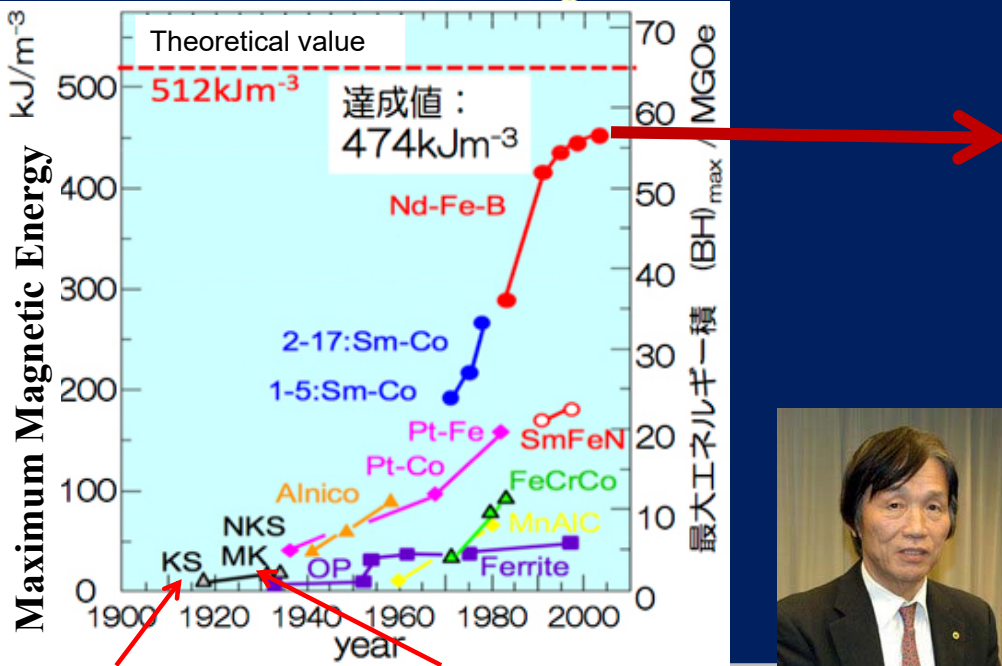 Theoretical value
512kJm⁻³
達成値：
474kJm⁻³
Maximum Magnetic Energy kJ/m⁻³
最大エネルギー積 (BH)max / MGOe
Nd-Fe-B
2-17:Sm-Co
1-5:Sm-Co
Pt-Fe
SmFeN
Pt-Co
FeCrCo
Alnico
MnAlC
NKS
KS
MK
OP
Ferrite
500
400
300
200
100
0
70
60
50
40
30
20
10
0
1900
1920
1940
1960
1980
2000
year